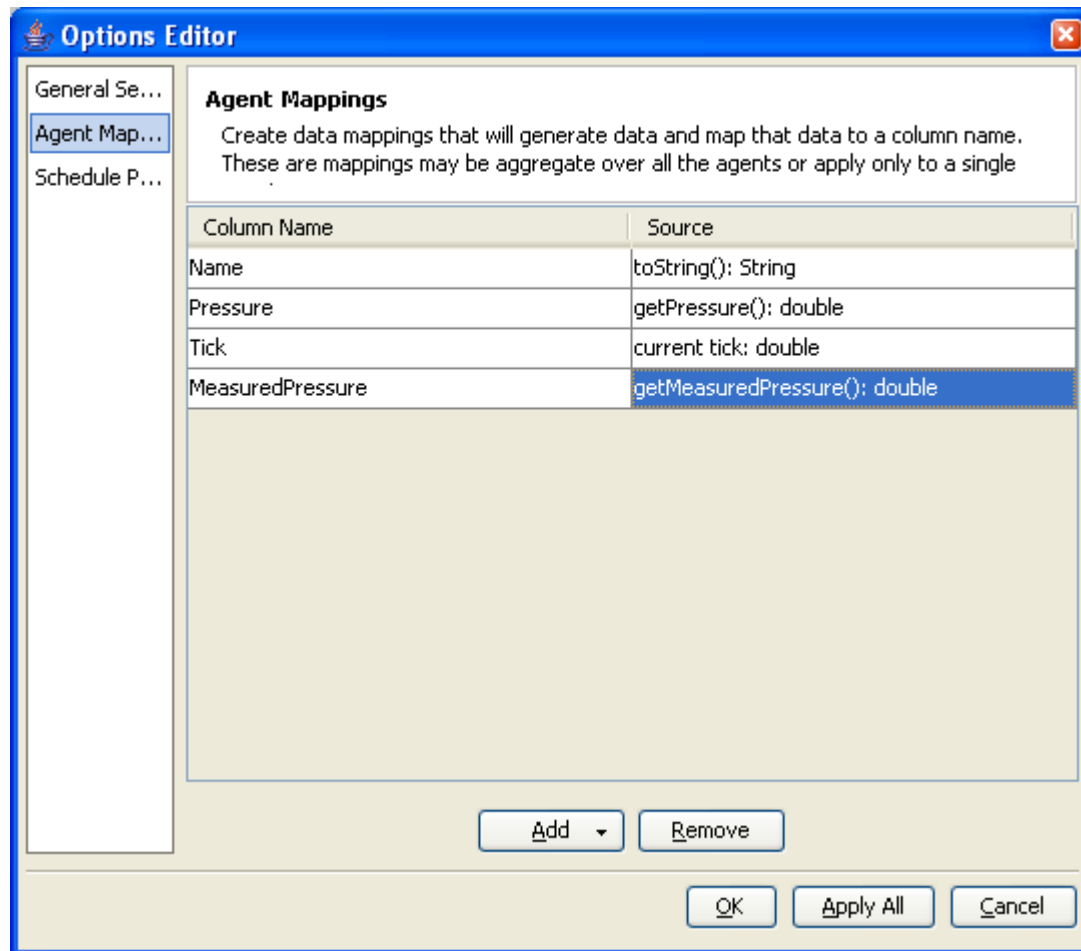 Options Editor
General Se...
Agent Map...
Schedule P...
Agent Mappings
Create data mappings that will generate data and map that data to a column name.
These are mappings may be aggregate over all the agents or apply only to a single
Column Name Source
Name toString(): String
Pressure getPressure(): double
Tick current tick: double
MeasuredPressure getMeasuredPressure(): double
Add Remove
OK Apply All Cancel